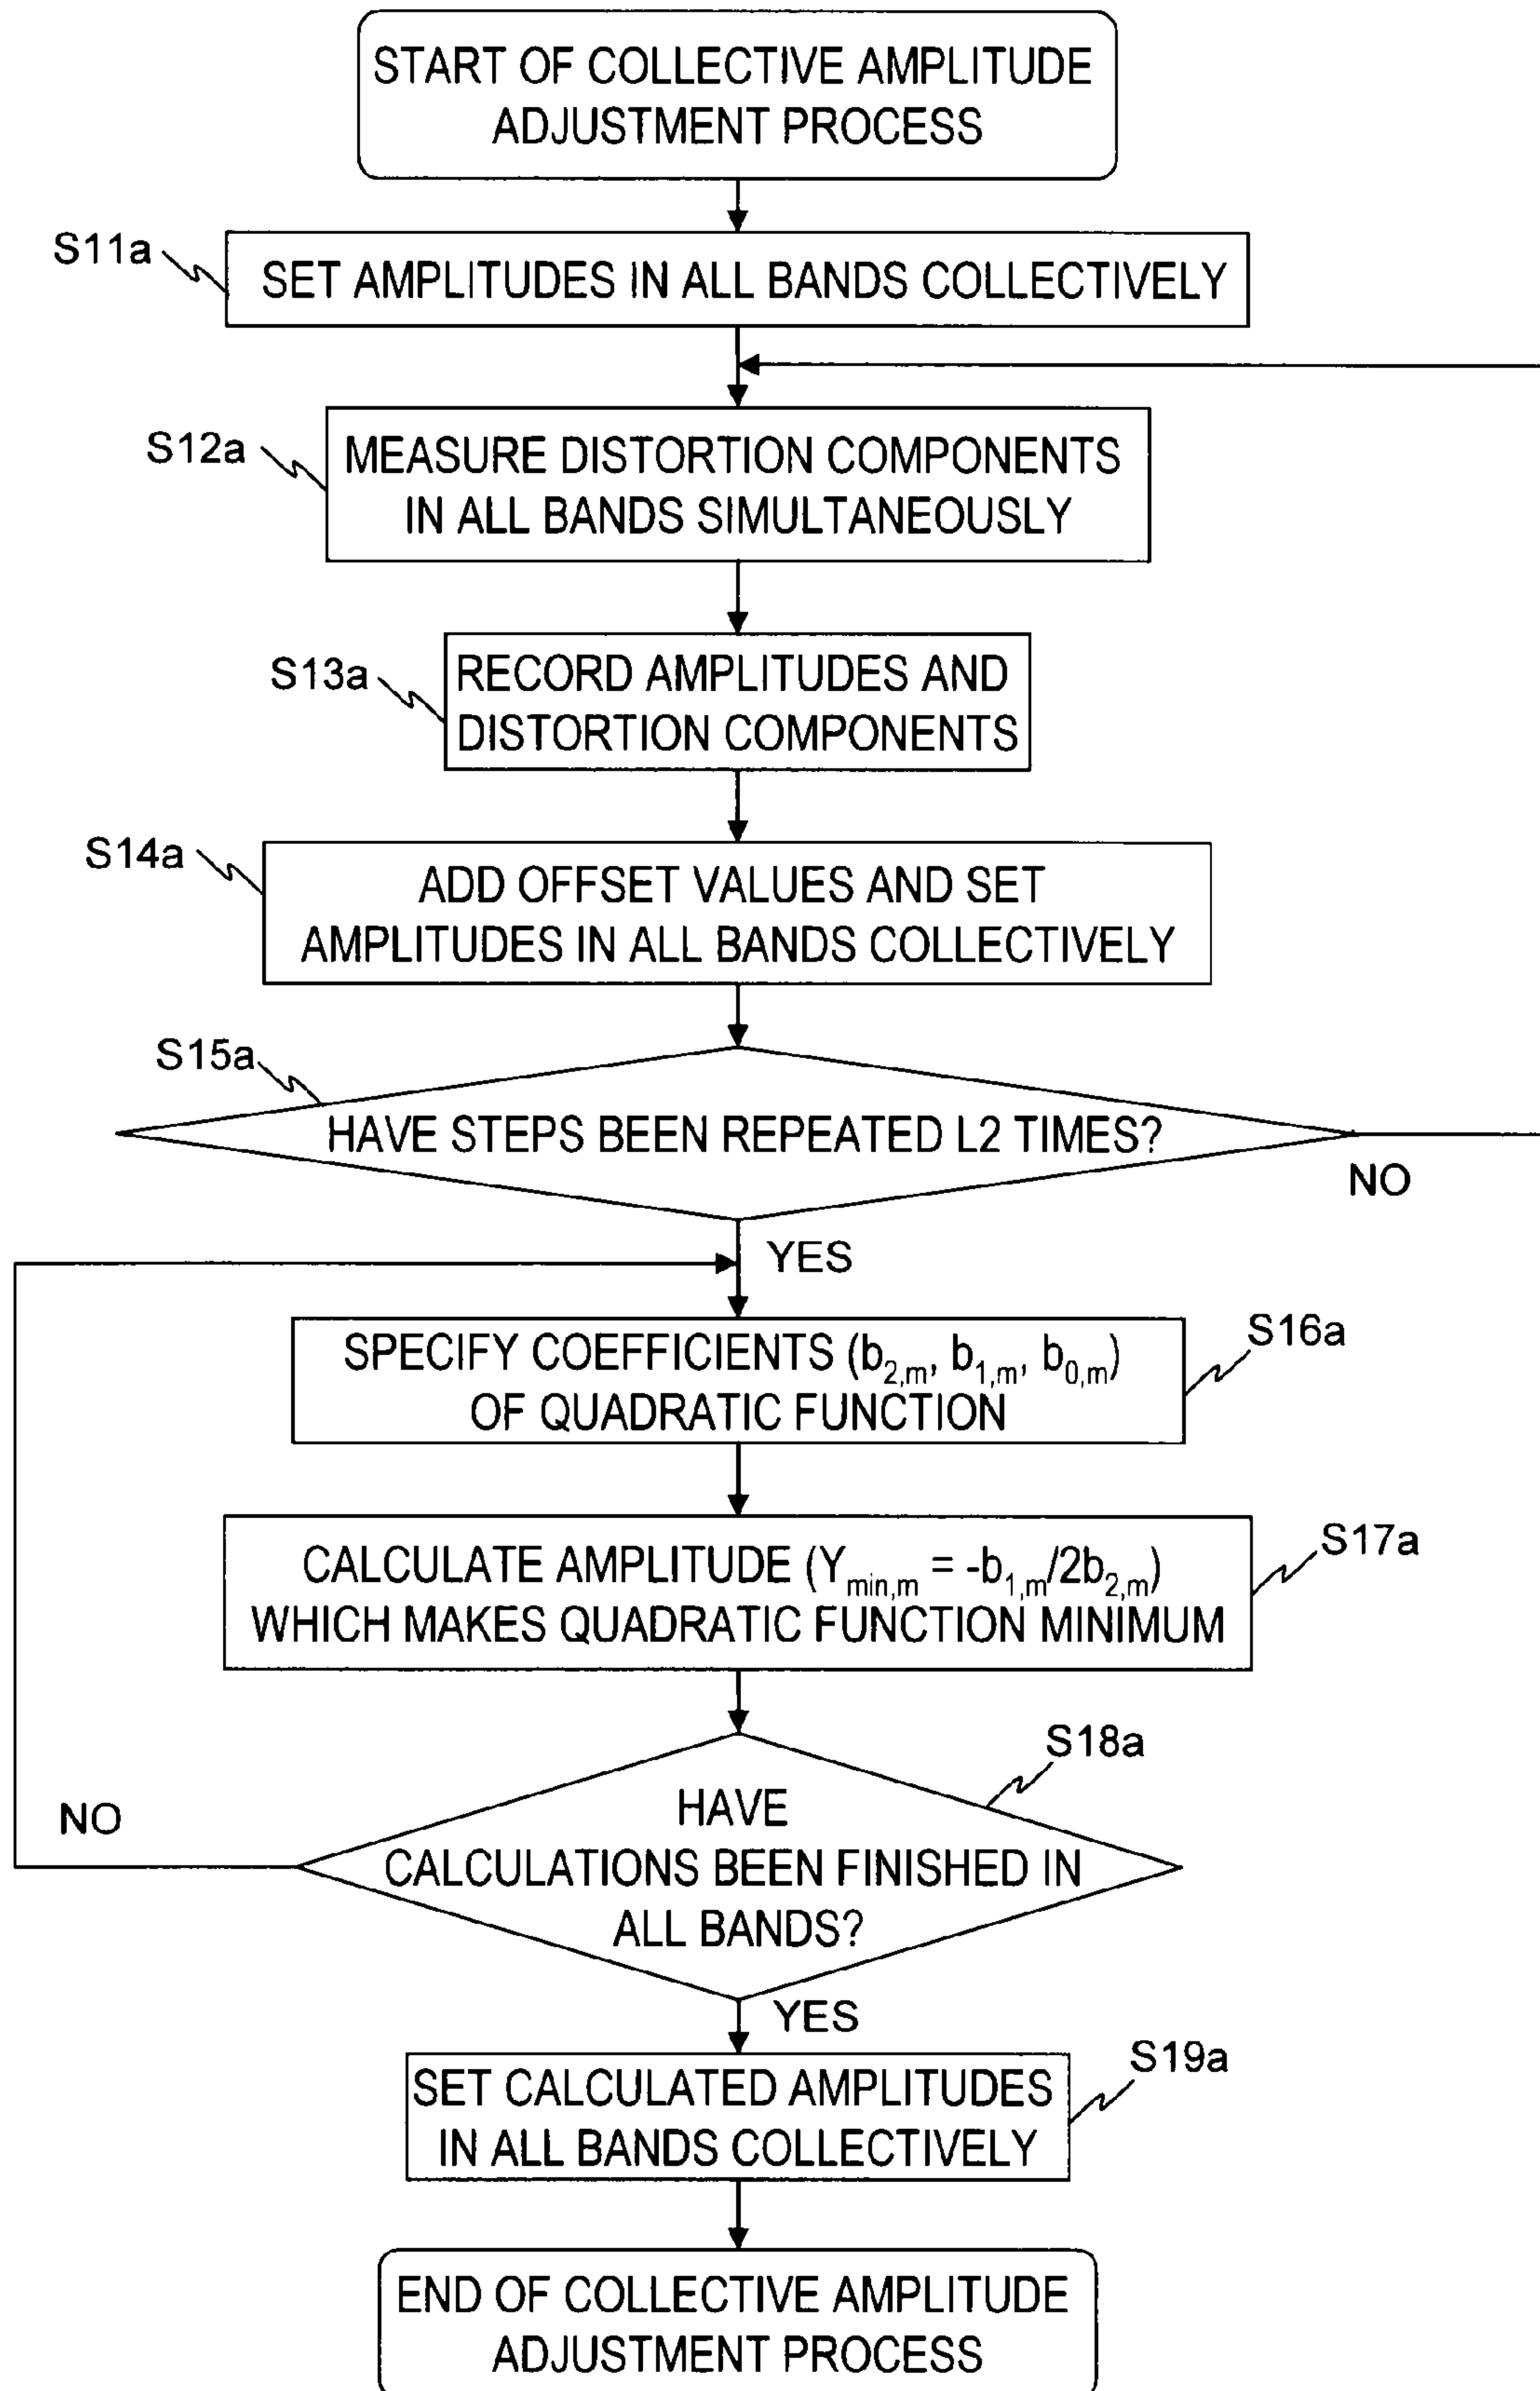 START OF COLLECTIVE AMPLITUDE
ADJUSTMENT PROCESS
S11a
SET AMPLITUDES IN ALL BANDS COLLECTIVELY
S12a
MEASURE DISTORTION COMPONENTS
IN ALL BANDS SIMULTANEOUSLY
S13a
RECORD AMPLITUDES AND
DISTORTION COMPONENTS
S14a
ADD OFFSET VALUES AND SET
AMPLITUDES IN ALL BANDS COLLECTIVELY
S15a
HAVE STEPS BEEN REPEATED L2 TIMES?
NO
YES
S16a
SPECIFY COEFFICIENTS (b2,m, b1,m, b0,m)
OF QUADRATIC FUNCTION
S17a
CALCULATE AMPLITUDE (Ymin,m = -b1,m/2b2,m)
WHICH MAKES QUADRATIC FUNCTION MINIMUM
S18a
HAVE
CALCULATIONS BEEN FINISHED IN
ALL BANDS?
NO
YES
S19a
SET CALCULATED AMPLITUDES
IN ALL BANDS COLLECTIVELY
END OF COLLECTIVE AMPLITUDE
ADJUSTMENT PROCESS